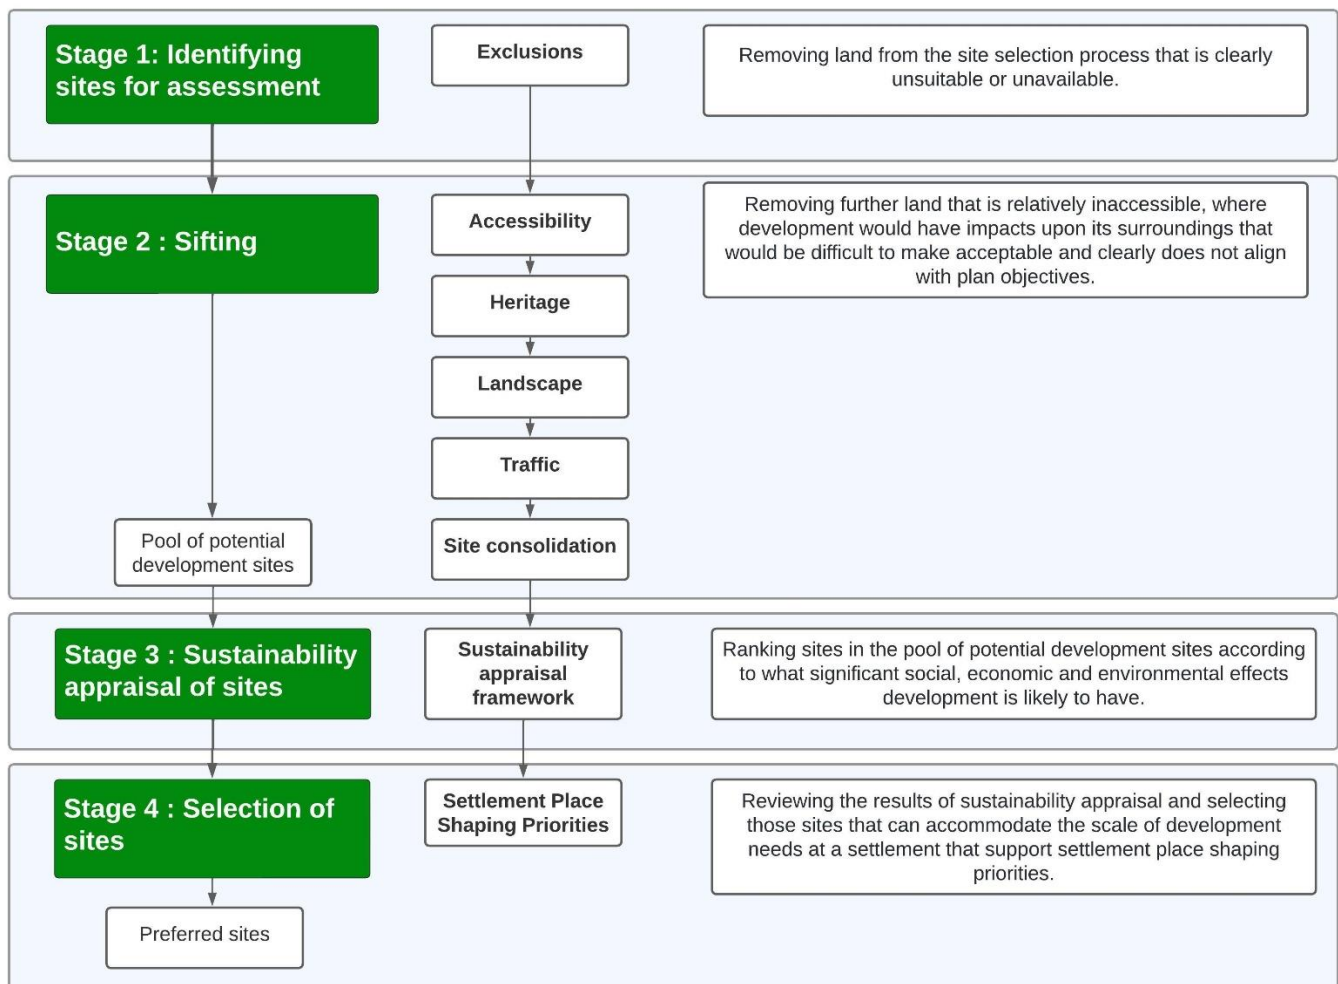 Stage 1: Identifying
sites for assessment
Exclusions
Removing land from the site selection process that is clearly
unsuitable or unavailable.
Stage 2 : Sifting
Accessibility
Removing further land that is relatively inaccessible, where
development would have impacts upon its surroundings that
would be difficult to make acceptable and clearly does not align
with plan objectives.
Heritage
Landscape
Traffic
Pool of potential
development sites
Site consolidation
Stage 3 : Sustainability
appraisal of sites
Sustainability
appraisal
framework
Ranking sites in the pool of potential development sites according
to what significant social, economic and environmental effects
development is likely to have.
Stage 4 : Selection of
sites
Settlement Place
Shaping Priorities
Reviewing the results of sustainability appraisal and selecting
those sites that can accommodate the scale of development
needs at a settlement that support settlement place shaping
priorities.
Preferred sites